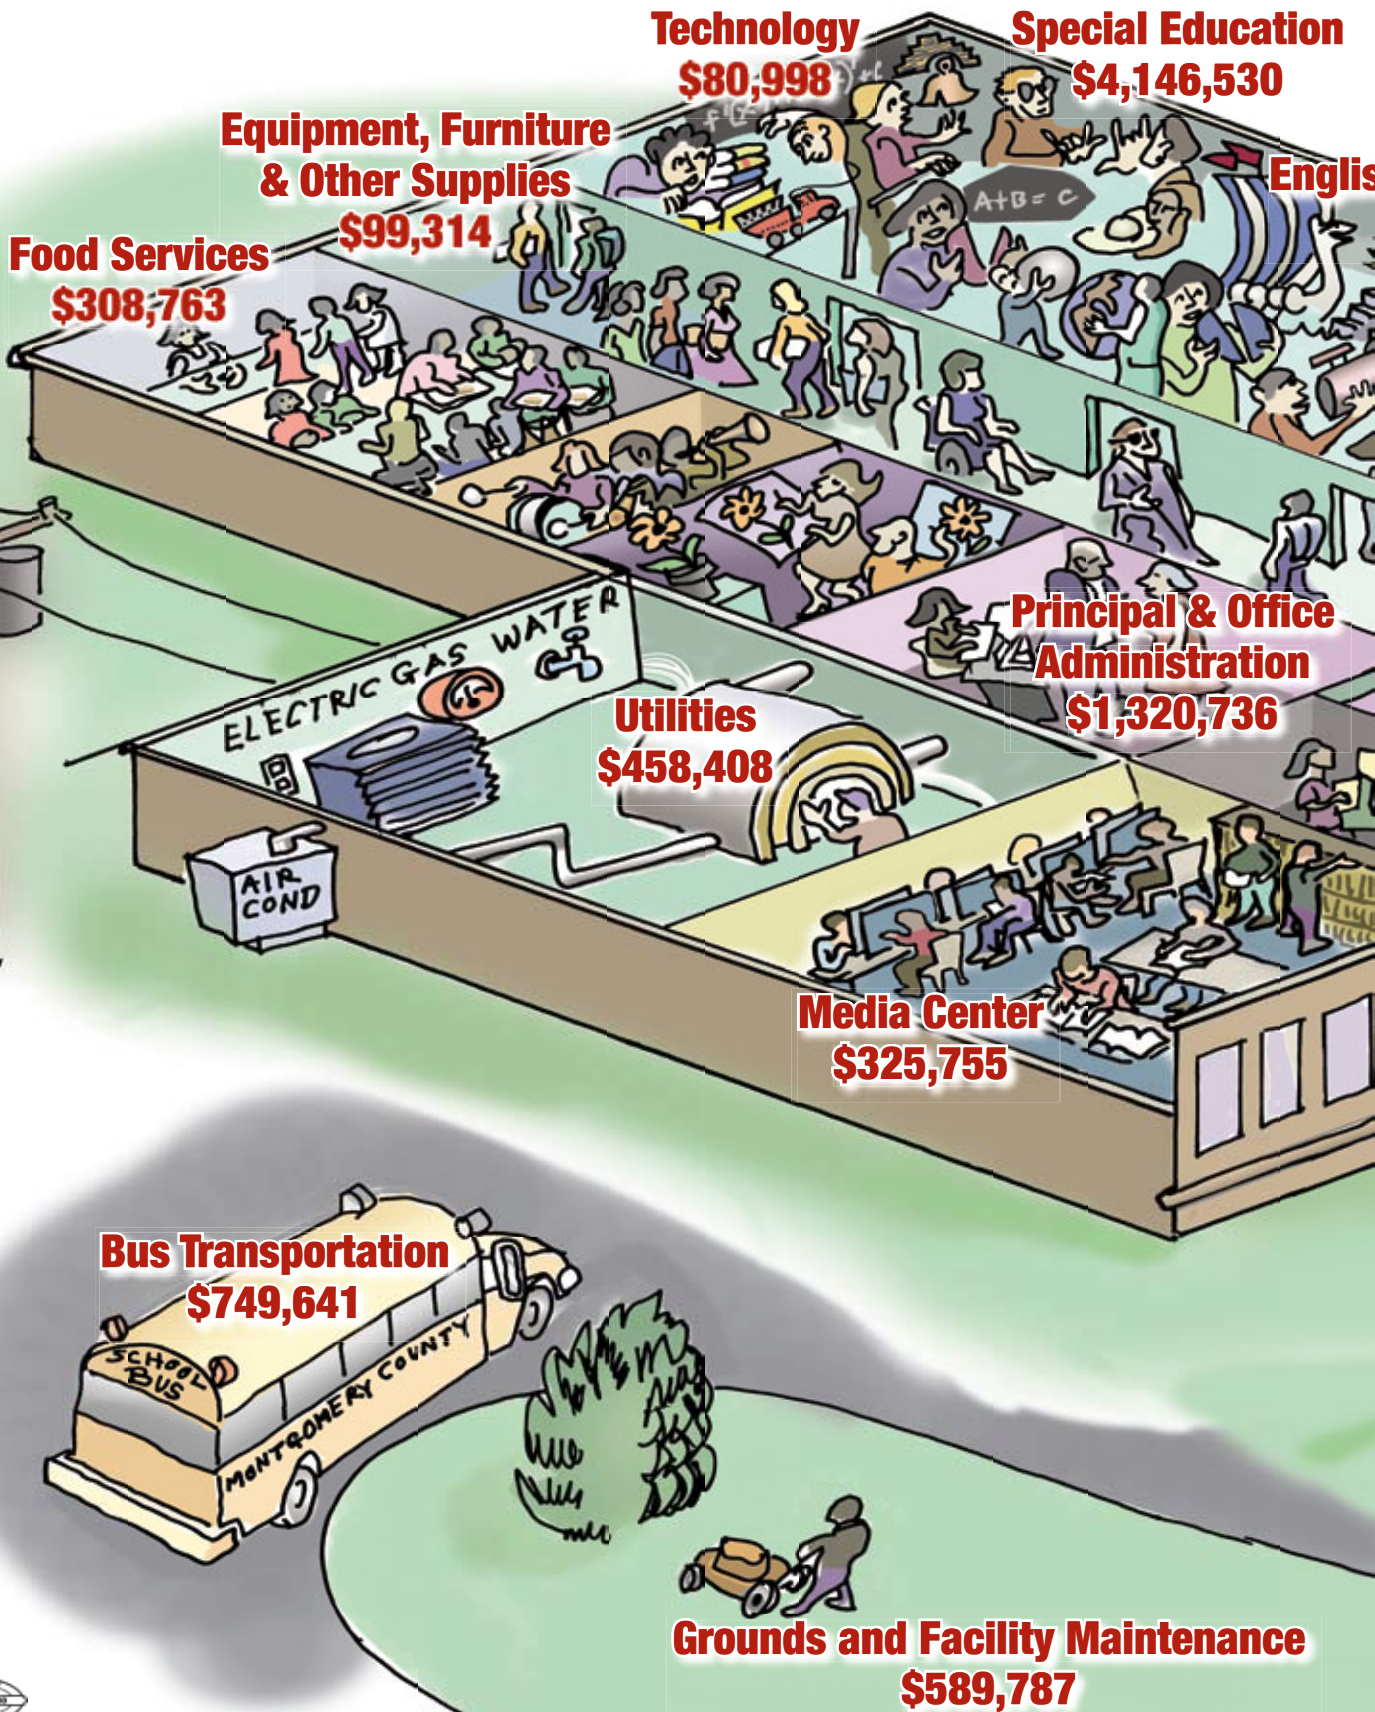 Technology
$80,998
Special Education
$4,146,530
Equipment, Furniture
& Other Supplies
$99,314
Englis
Food Services
$308,763
A+B= C
ELECTRIC GAS WATER
Principal & Office
Administration
$1,320,736
Utilities
$458,408
AIR
COND
Media Center
$325,755
Bus Transportation
$749,641
SCHOOL
BUS
MONTGOMERY COUNTY
Grounds and Facility Maintenance
$589,787